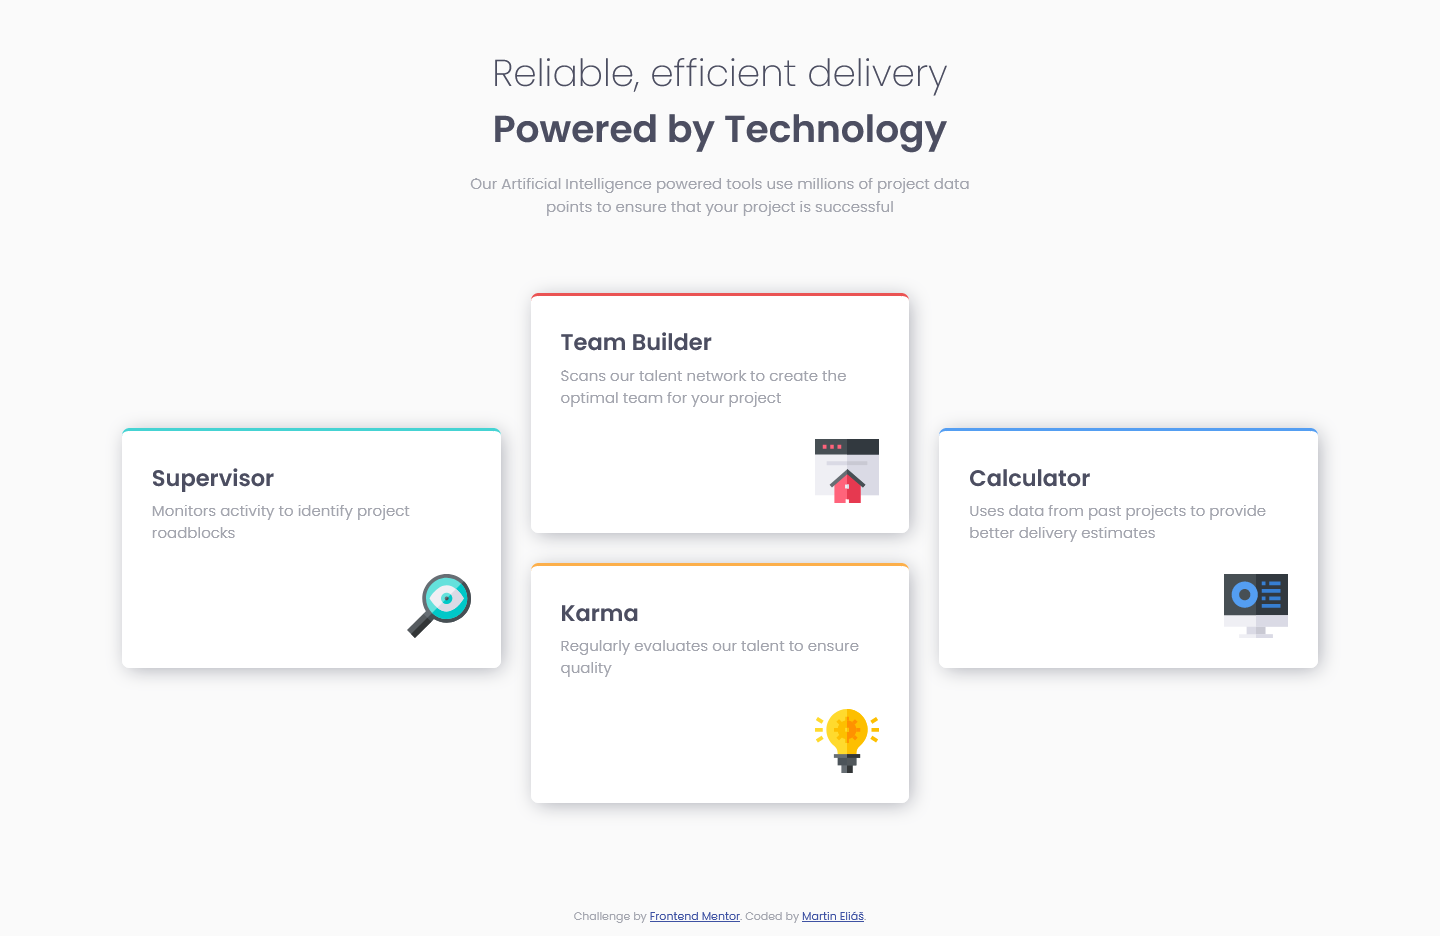 Reliable, efficient delivery
Powered by Technology
Our Artificial Intelligence powered tools use millions of project data
points to ensure that your project is successful
Team Builder
Scans our talent network to create the
optimal team for your project
Supervisor
Monitors activity to identify project
roadblocks
Calculator
Uses data from past projects to provide
better delivery estimates
Karma
Regularly evaluates our talent to ensure
quality
Challenge by Frontend Mentor. Coded by Martin Eliáš.